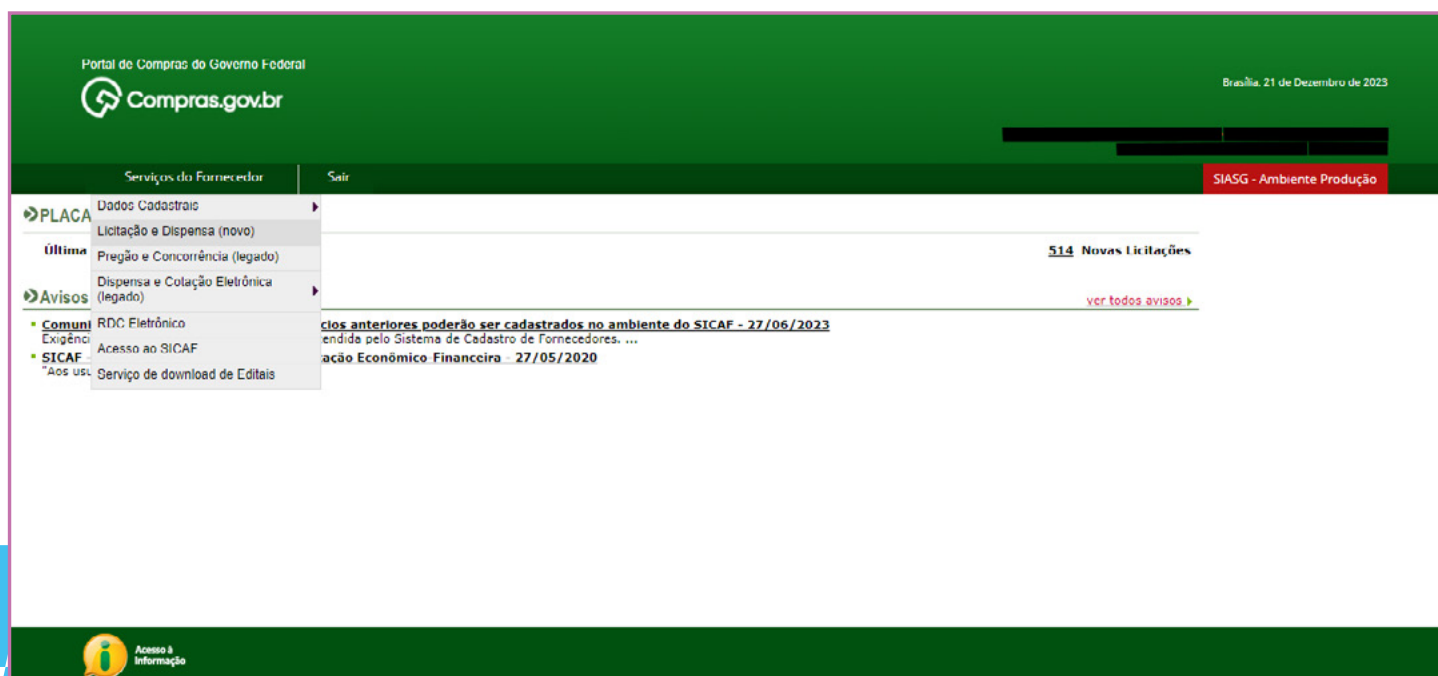 Portal de Compras do Governo Federal
Compras.gov.br
Brasília, 21 de Dezembro de 2023
Serviços do Fornecedor
Sair
SIASG - Ambiente Produção
PLACA
Dados Cadastrais
Licitação e Dispensa (novo)
Última
Pregão e Concorrência (legado)
514 Novas Licitações
Dispensa e Cotação Eletrônica
(legado)
Avisos
ver todos avisos
RDC Eletrônico
Comuni
cios anteriores poderão ser cadastrados no ambiente do SICAF - 27/06/2023
Exigênc
endida pelo Sistema de Cadastro de Fornecedores. ...
Acesso ao SICAF
SICAF -
tação Econômico-Financeira - 27/05/2020
"Aos usu
Serviço de download de Editais
Acesso à
Informação